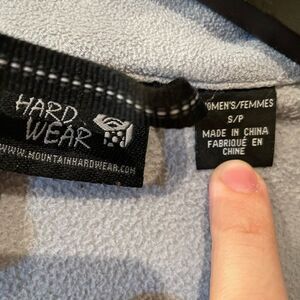 HARD
WEAR
WWW.MOUNTAINHARDWEAR.COM
WOMEN'S/FEMMES
S/P
MADE IN CHINA
FABRIQUÉ EN
CHINE